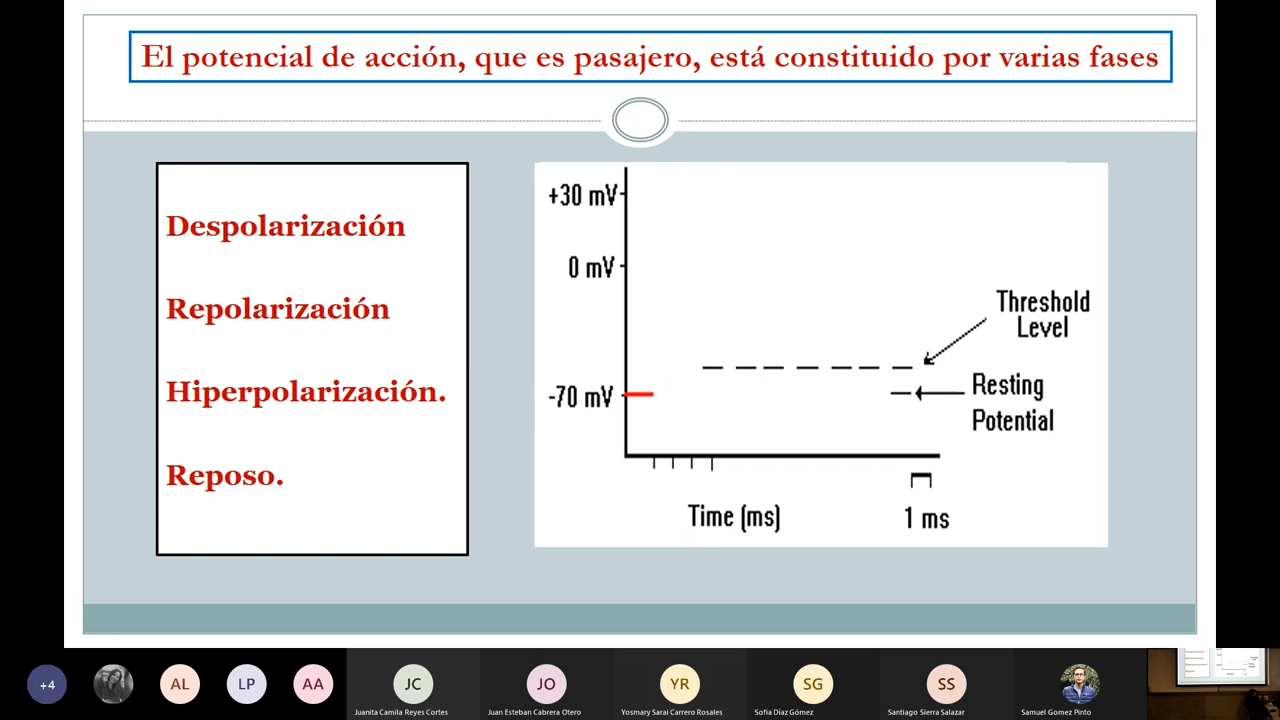 El potencial de acción, que es pasajero, está constituido por varias fases
Despolarización
Repolarización
Hiperpolarización.
Reposo.
+30 mV
0 mV
-70 mV
Threshold
Level
Resting
Potential
Time (ms)
1 ms
+4
AL
LP
AA
JC
Juanita Camila Reyes Cortes
JO
Juan Esteban Cabrera Otero
YR
Yosmary Sarai Carrero Rosales
SG
Sofia Díaz Gómez
SS
Santiago Sierra Salazar
Samuel Gomez Pinto